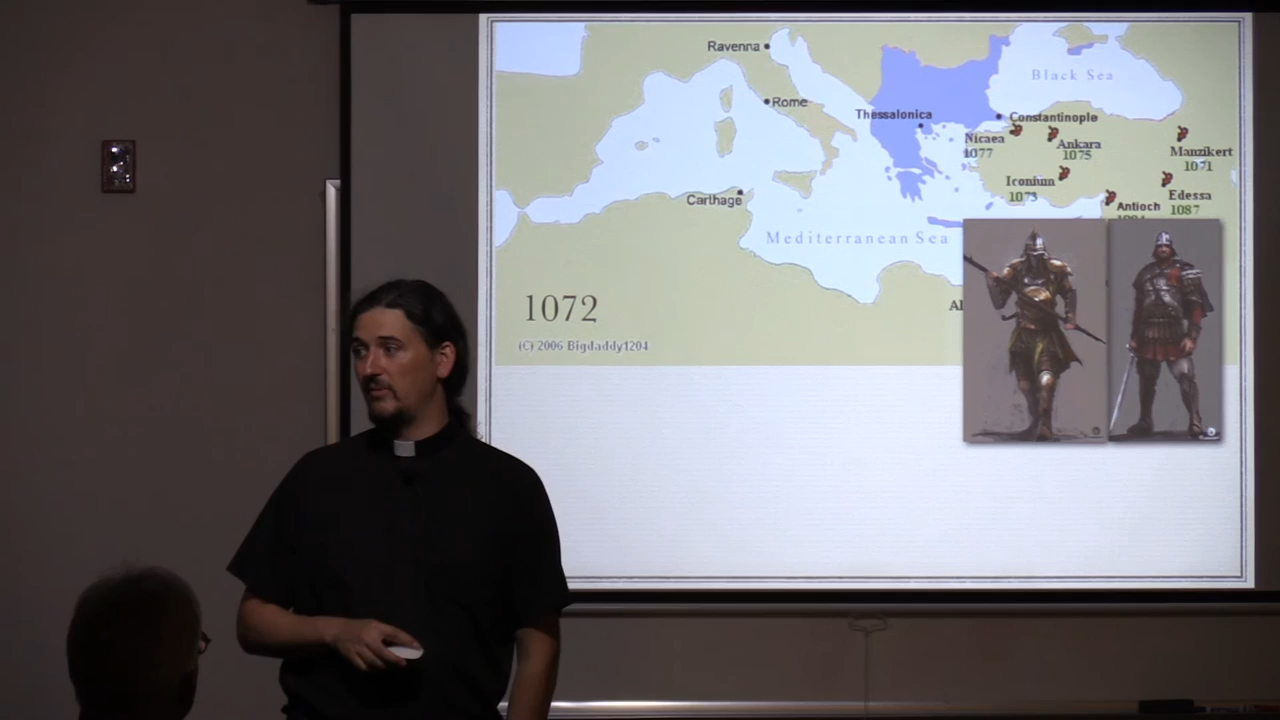 Ravenna
Black Sea
Rome
Thessalonica
Constantinople
Nicaea
1077
Ankara
1075
Manzikert
1071
Iconium
1073
Edessa
1087
Carthage
Antioch
Mediterranean Sea
1072
(C) 2006 Bigdaddy1204